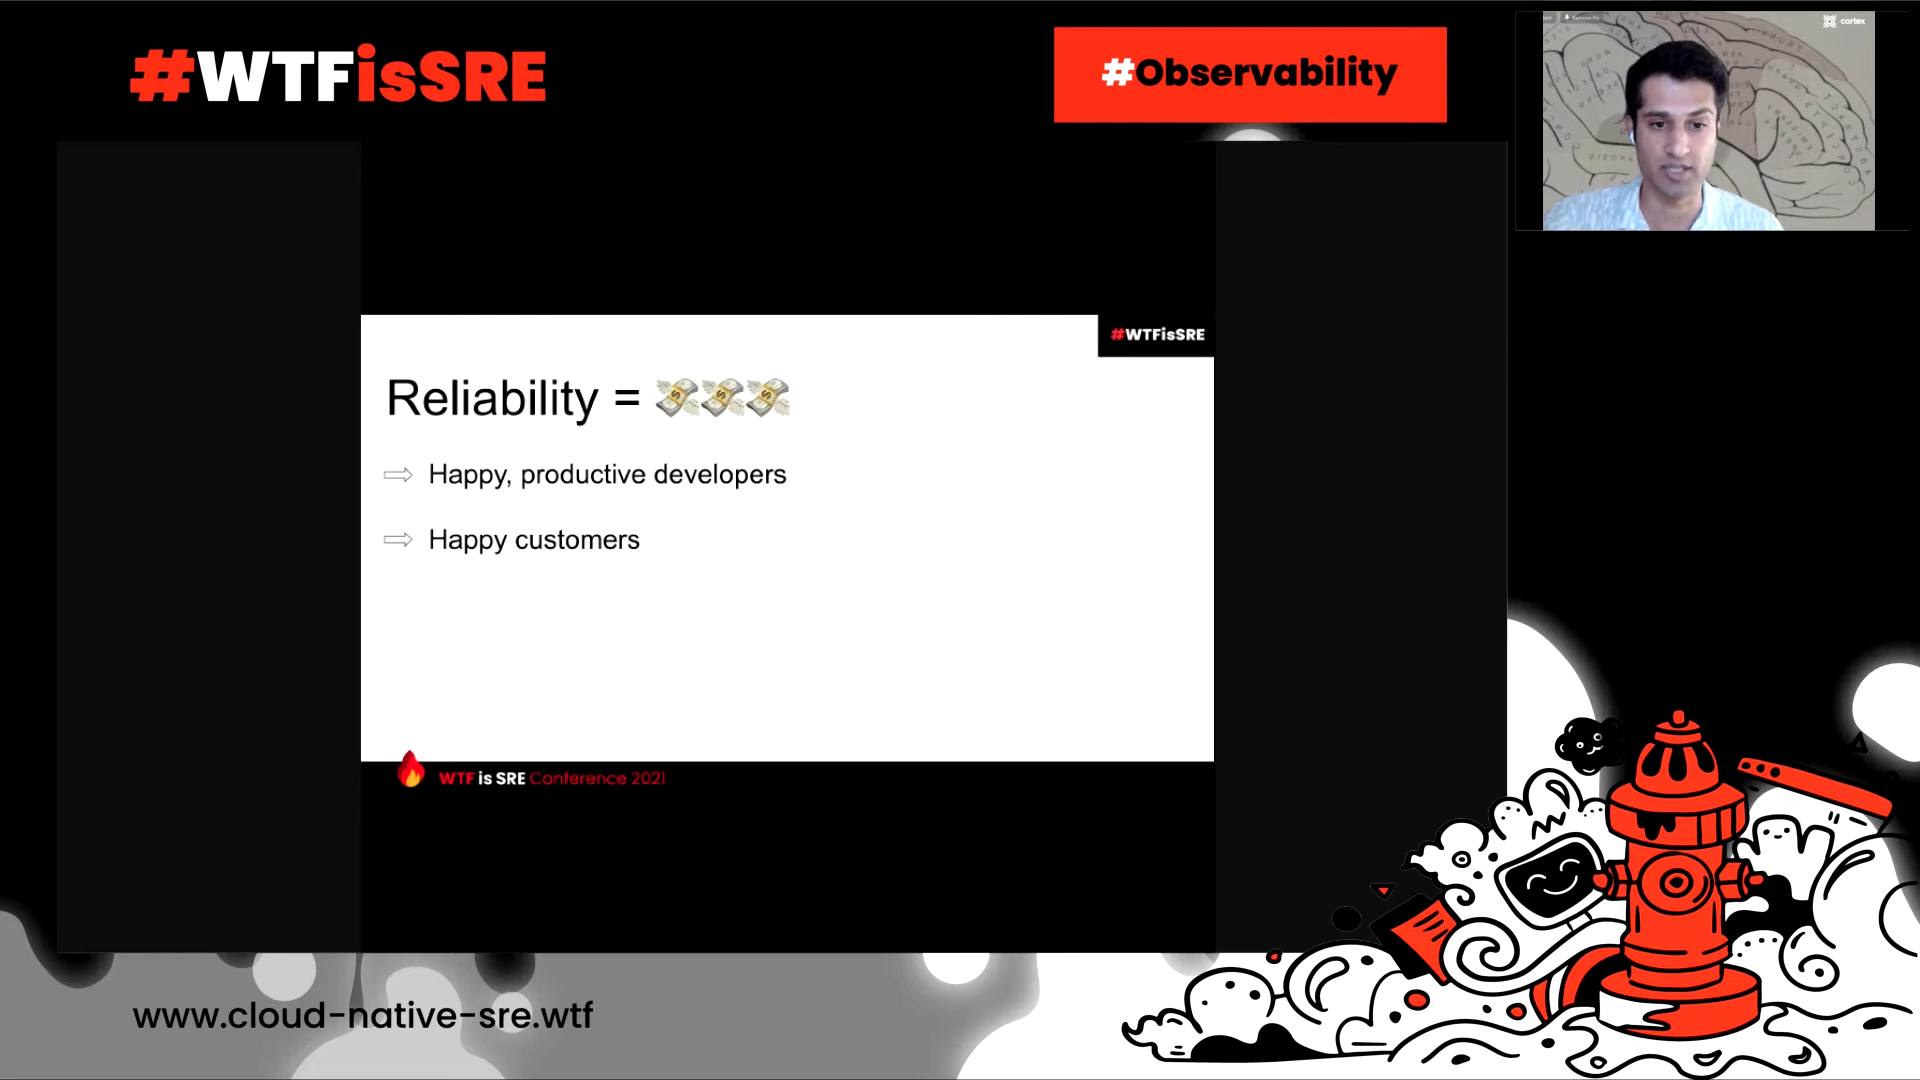 #WTFisSRE
#Observability
cortex
#WTFisSRE
Reliability = 💸💸💸
⇨ Happy, productive developers
⇨ Happy customers
WTF is SRE Conference 2021
www.cloud-native-sre.wtf